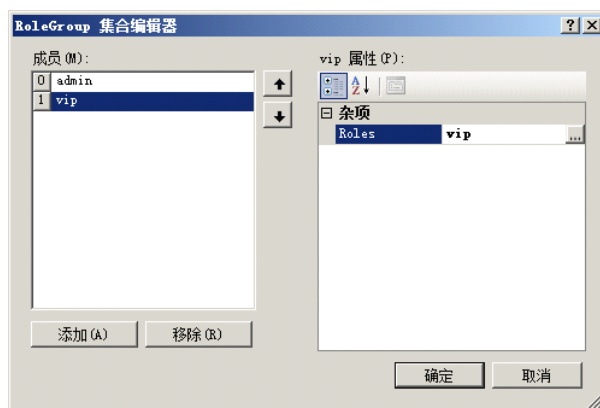 RoleGroup 集合编辑器
成员(M):
0 admin
1 vip
添加(A) 移除(R)
vip 属性(P):
杂项
Roles vip ...
确定 取消